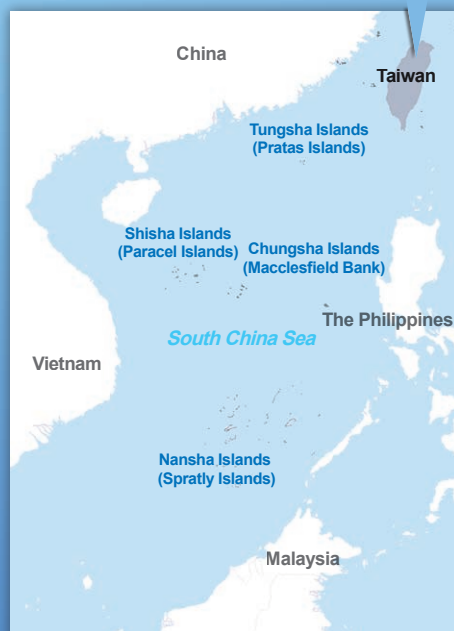 China
Taiwan
Tungsha Islands
(Pratas Islands)
Shisha Islands
(Paracel Islands)
Chungsha Islands
(Macclesfield Bank)
The Philippines
South China Sea
Vietnam
Nansha Islands
(Spratly Islands)
Malaysia